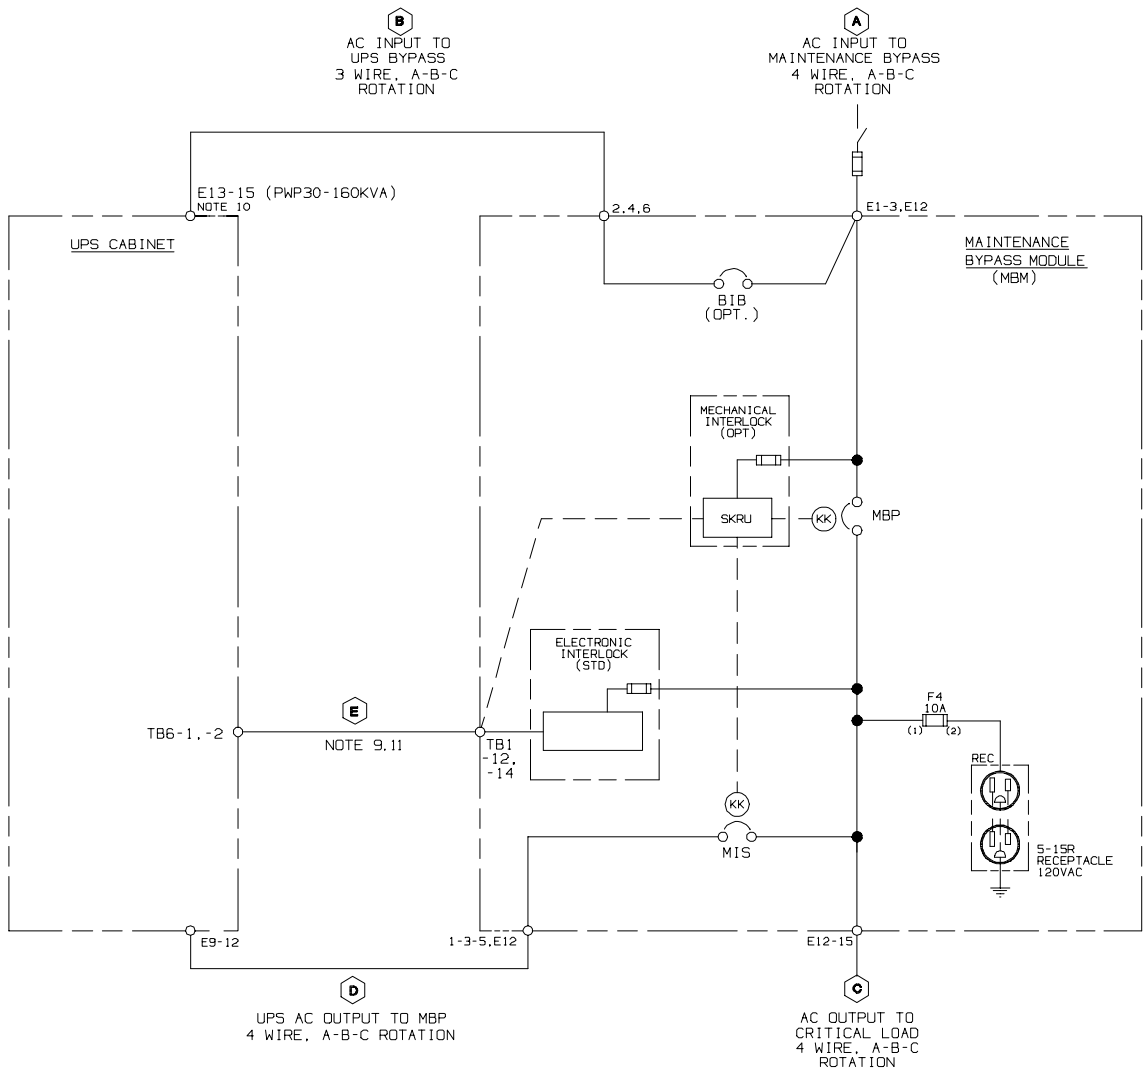 B
AC INPUT TO
UPS BYPASS
3 WIRE, A-B-C
ROTATION
A
AC INPUT TO
MAINTENANCE BYPASS
4 WIRE, A-B-C
ROTATION
E13-15 (PWP30-160KVA)
NOTE 10
2,4,6
E1-3,E12
UPS CABINET
MAINTENANCE
BYPASS MODULE
(MBM)
BIB
(OPT.)
MECHANICAL
INTERLOCK
(OPT)
SKRU
KK
MBP
ELECTRONIC
INTERLOCK
(STD)
E
NOTE 9,11
TB6-1,-2
TB1
-12,
-14
F4
10A
(1)
(2)
REC
5-15R
RECEPTACLE
120VAC
KK
MIS
E9-12
1-3-5,E12
E12-15
D
UPS AC OUTPUT TO MBP
4 WIRE, A-B-C ROTATION
C
AC OUTPUT TO
CRITICAL LOAD
4 WIRE, A-B-C
ROTATION